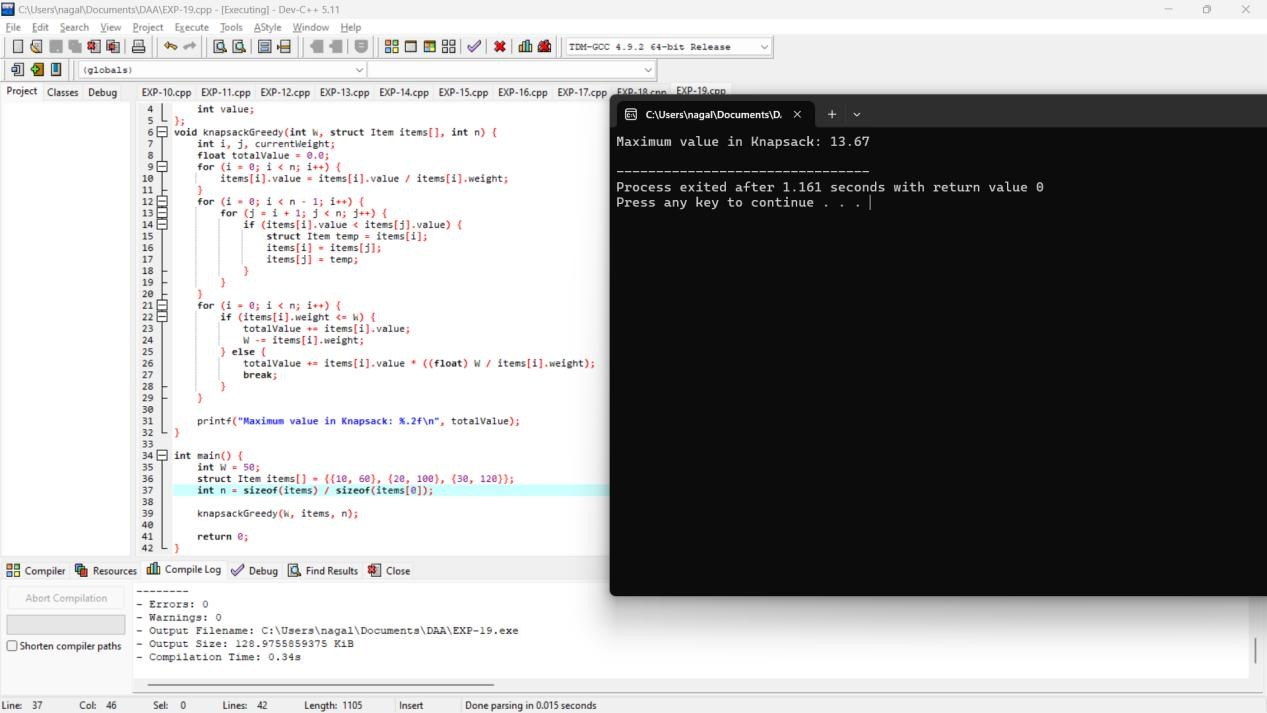 C:\Users\nagal\Documents\DAA\EXP-19.cpp - [Executing] - Dev-C++ 5.11
File Edit Search View Project Execute Tools AStyle Window Help
TDM-GCC 4.9.2 64-bit Release
(globals)
Project Classes Debug
EXP-10.cpp EXP-11.cpp EXP-12.cpp EXP-13.cpp EXP-14.cpp EXP-15.cpp EXP-16.cpp EXP-17.cpp EXP-18.cpp EXP-19.cpp
4     int value;
5 };
6 void knapsackGreedy(int W, struct Item items[], int n) {
7     int i, j, currentWeight;
8     float totalValue = 0.0;
9     for (i = 0; i < n; i++) {
10         items[i].value = items[i].value / items[i].weight;
11     }
12     for (i = 0; i < n - 1; i++) {
13         for (j = i + 1; j < n; j++) {
14             if (items[i].value < items[j].value) {
15                 struct Item temp = items[i];
16                 items[i] = items[j];
17                 items[j] = temp;
18             }
19         }
20     }
21     for (i = 0; i < n; i++) {
22         if (items[i].weight <= W) {
23             totalValue += items[i].value;
24             W -= items[i].weight;
25         } else {
26             totalValue += items[i].value * ((float) W / items[i].weight);
27             break;
28         }
29     }
30
31     printf("Maximum value in Knapsack: %.2f\n", totalValue);
32 }
33
34 int main() {
35     int W = 50;
36     struct Item items[] = {{10, 60}, {20, 100}, {30, 120}};
37     int n = sizeof(items) / sizeof(items[0]);
38
39     knapsackGreedy(W, items, n);
40
41     return 0;
42 }
C:\Users\nagal\Documents\D.
Maximum value in Knapsack: 13.67
--------------------------------
Process exited after 1.161 seconds with return value 0
Press any key to continue . . .
Compiler Resources Compile Log Debug Find Results Close
Abort Compilation
Shorten compiler paths
--------
- Errors: 0
- Warnings: 0
- Output Filename: C:\Users\nagal\Documents\DAA\EXP-19.exe
- Output Size: 128.9755859375 KiB
- Compilation Time: 0.34s
Line: 37 Col: 46 Sel: 0 Lines: 42 Length: 1105 Insert Done parsing in 0.015 seconds